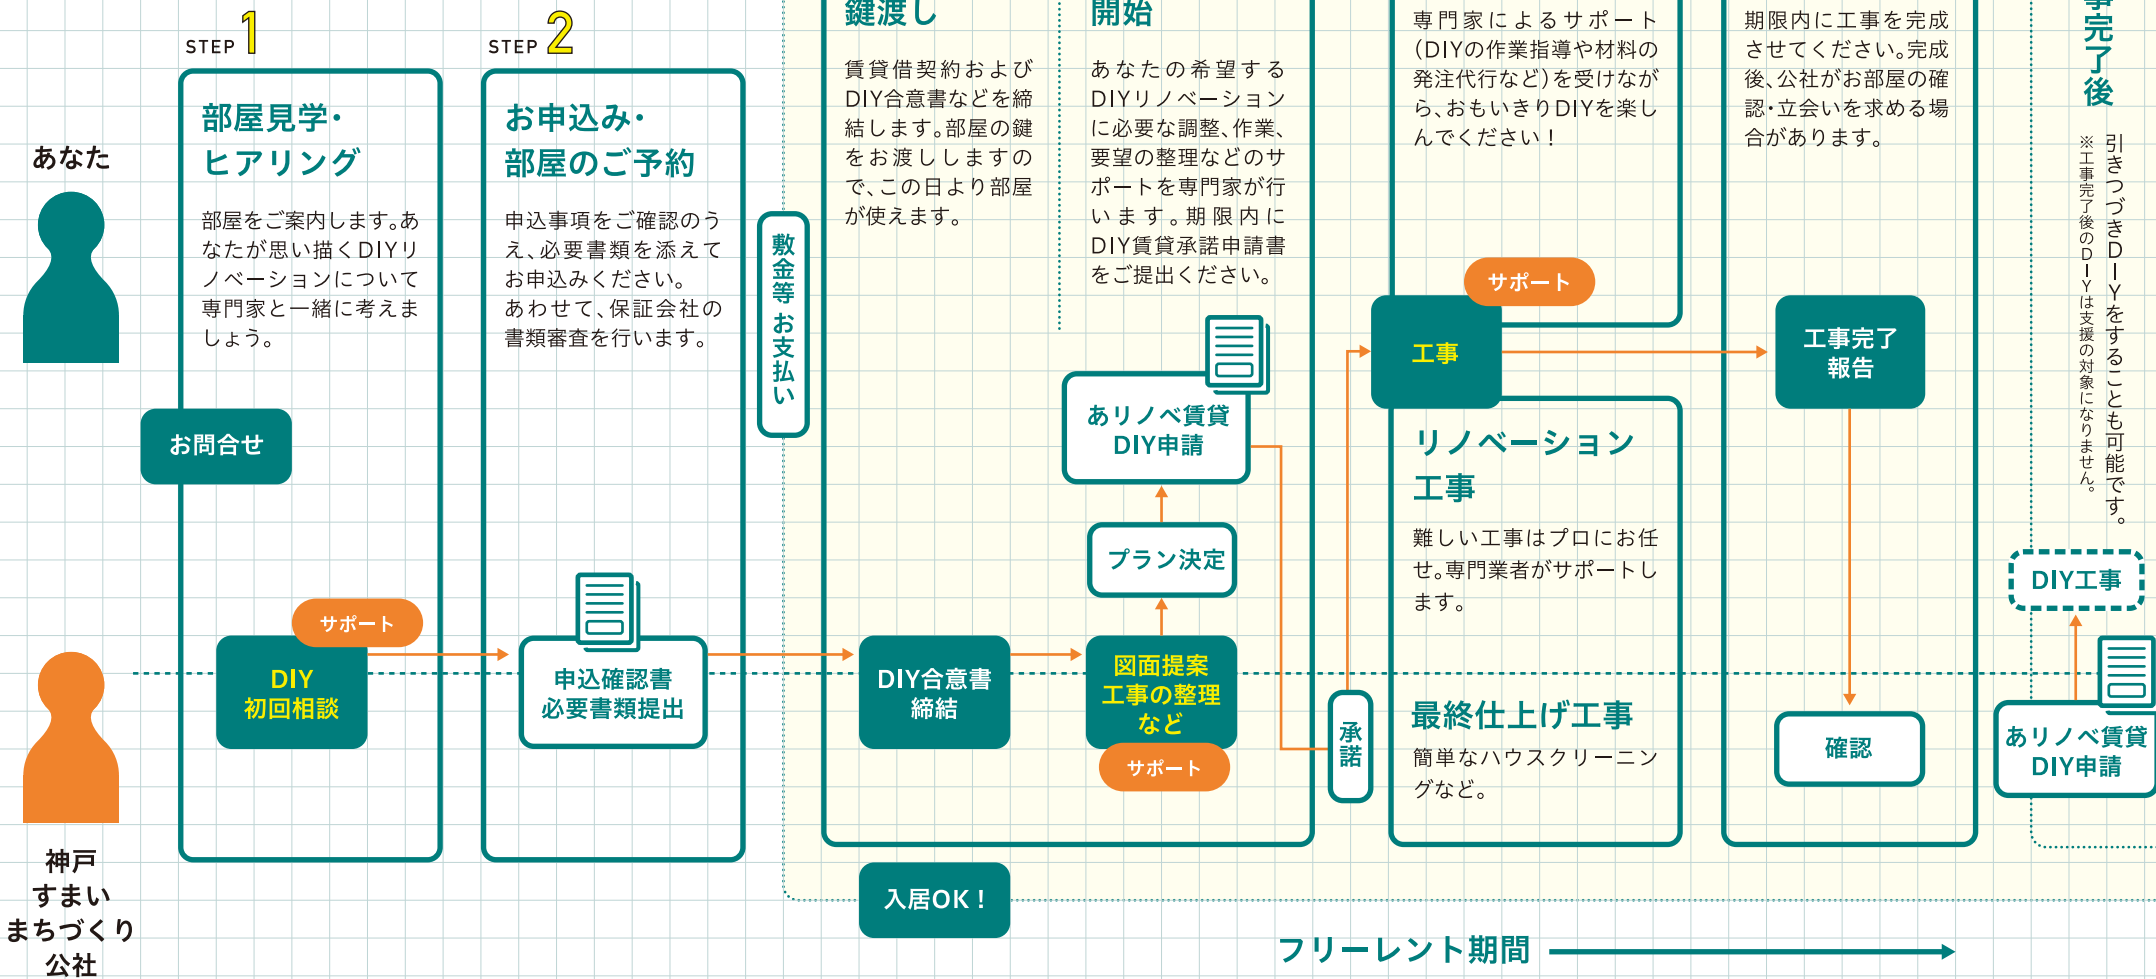 STEP 1
部屋見学・
ヒアリング
部屋をご案内します。あ
なたが思い描くDIYリ
ノベーションについて
専門家と一緒に考えま
しょう。
あなた
お問合せ
サポート
DIY
初回相談
神戸
すまい
まちづくり
公社
STEP 2
お申込み・
部屋のご予約
申込事項をご確認のう
え、必要書類を添えて
お申込みください。
あわせて、保証会社の
書類審査を行います。
申込確認書
必要書類提出
敷金等 お支払い
鍵渡し
賃貸借契約および
DIY合意書などを締
結します。部屋の鍵
をお渡ししますの
で、この日より部屋
が使えます。
DIY合意書
締結
入居OK！
開始
あなたの希望する
DIYリノベーション
に必要な調整、作業、
要望の整理などのサ
ポートを専門家が行
います。期限内に
DIY賃貸承諾申請書
をご提出ください。
あリノベ賃貸
DIY申請
プラン決定
図面提案
工事の整理
など
サポート
承諾
専門家によるサポート
（DIYの作業指導や材料の
発注代行など）を受けなが
ら、おもいきりDIYを楽し
んでください！
サポート
工事
リノベーション
工事
難しい工事はプロにお任
せ。専門業者がサポートし
ます。
最終仕上げ工事
簡単なハウスクリーニン
グなど。
期限内に工事を完成
させてください。完成
後、公社がお部屋の確
認・立会いを求める場
合があります。
工事完了
報告
確認
事完了後
引きつづきDIYをすることも可能です。
※工事完了後のDIYは支援の対象になりません。
DIY工事
あリノベ賃貸
DIY申請
フリーレント期間